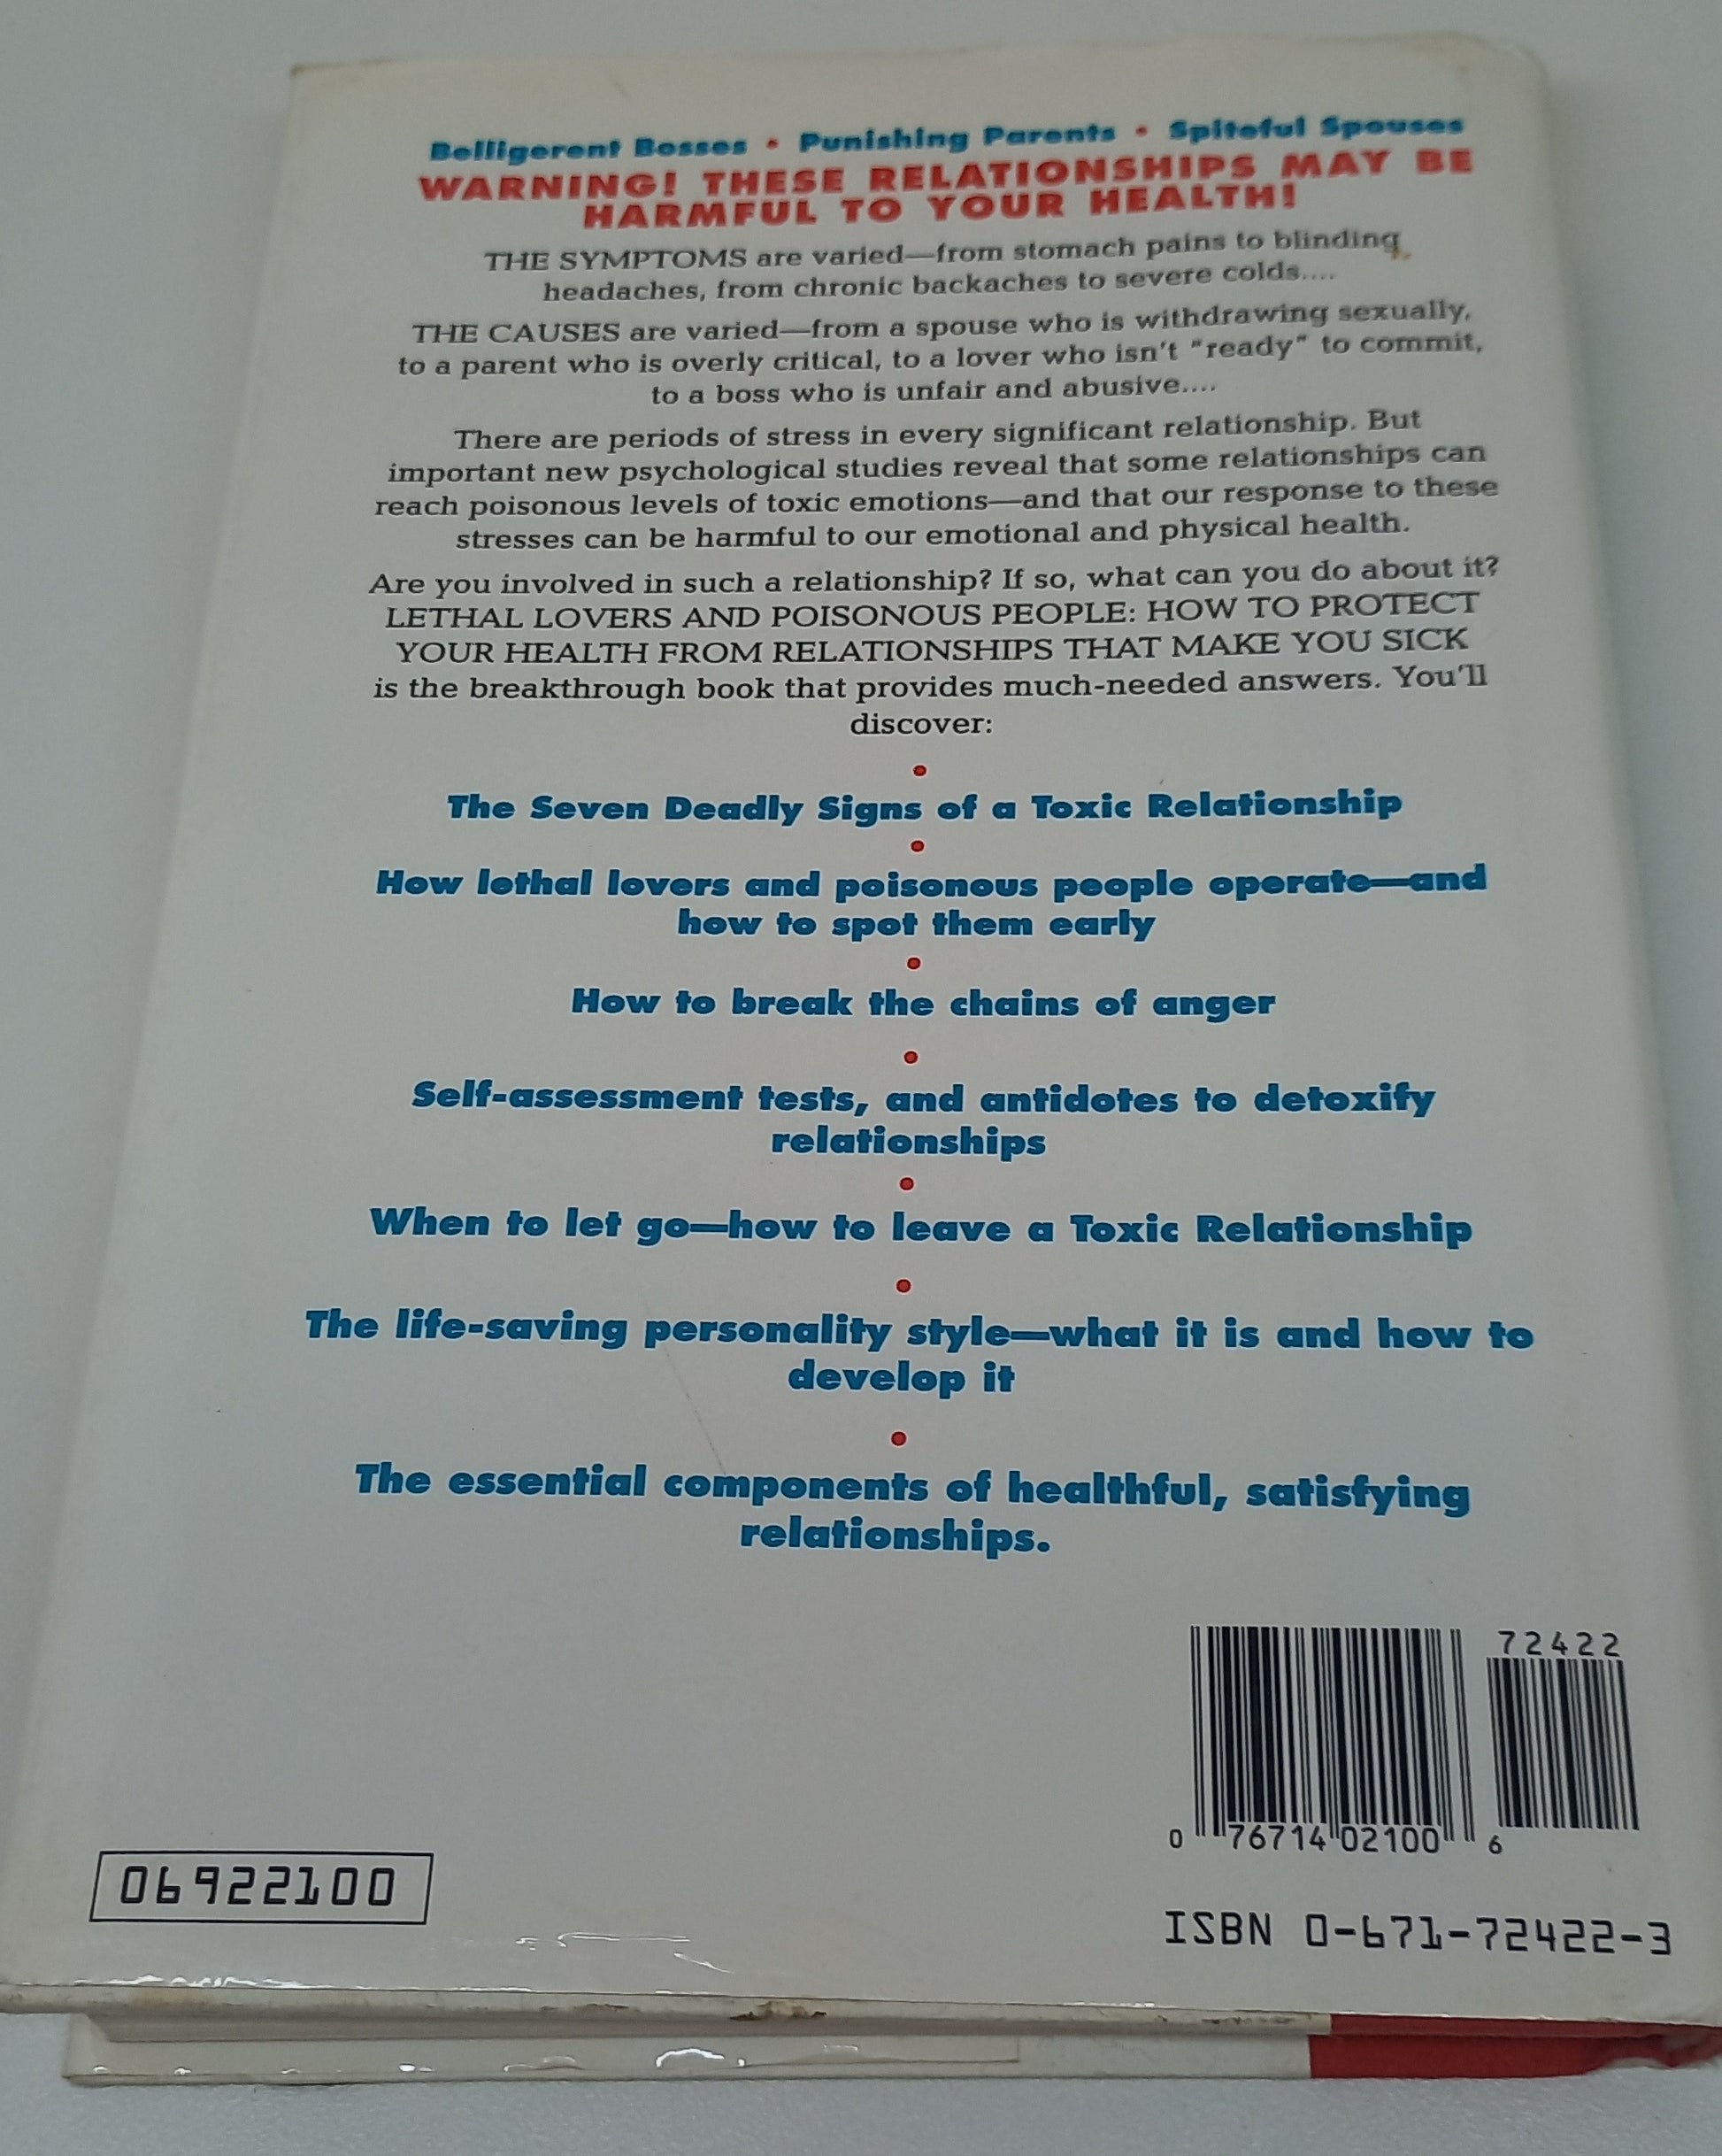 Belligerent Bosses • Punishing Parents • Spiteful Spouses
WARNING! THESE RELATIONSHIPS MAY BE
HARMFUL TO YOUR HEALTH!
THE SYMPTOMS are varied—from stomach pains to blinding
headaches, from chronic backaches to severe colds....
THE CAUSES are varied—from a spouse who is withdrawing sexually,
to a parent who is overly critical, to a lover who isn't "ready" to commit,
to a boss who is unfair and abusive....
There are periods of stress in every significant relationship. But
important new psychological studies reveal that some relationships can
reach poisonous levels of toxic emotions—and that our response to these
stresses can be harmful to our emotional and physical health.
Are you involved in such a relationship? If so, what can you do about it?
LETHAL LOVERS AND POISONOUS PEOPLE: HOW TO PROTECT
YOUR HEALTH FROM RELATIONSHIPS THAT MAKE YOU SICK
is the breakthrough book that provides much-needed answers. You'll
discover:
•
The Seven Deadly Signs of a Toxic Relationship
•
How lethal lovers and poisonous people operate—and
how to spot them early
•
How to break the chains of anger
•
Self-assessment tests, and antidotes to detoxify
relationships
•
When to let go—how to leave a Toxic Relationship
•
The life-saving personality style—what it is and how to
develop it
•
The essential components of healthful, satisfying
relationships.
72422
0 76714 02100 6
06922100
ISBN 0-671-72422-3